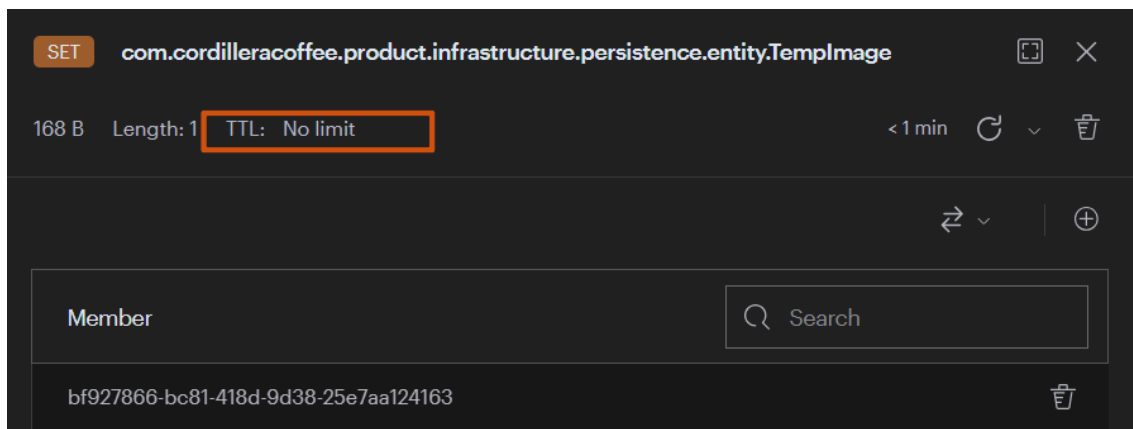 SET com.cordilleracoffee.product.infrastructure.persistence.entity.TempImage
168 B Length: 1 TTL: No limit < 1 min
Member Search
bf927866-bc81-418d-9d38-25e7aa124163